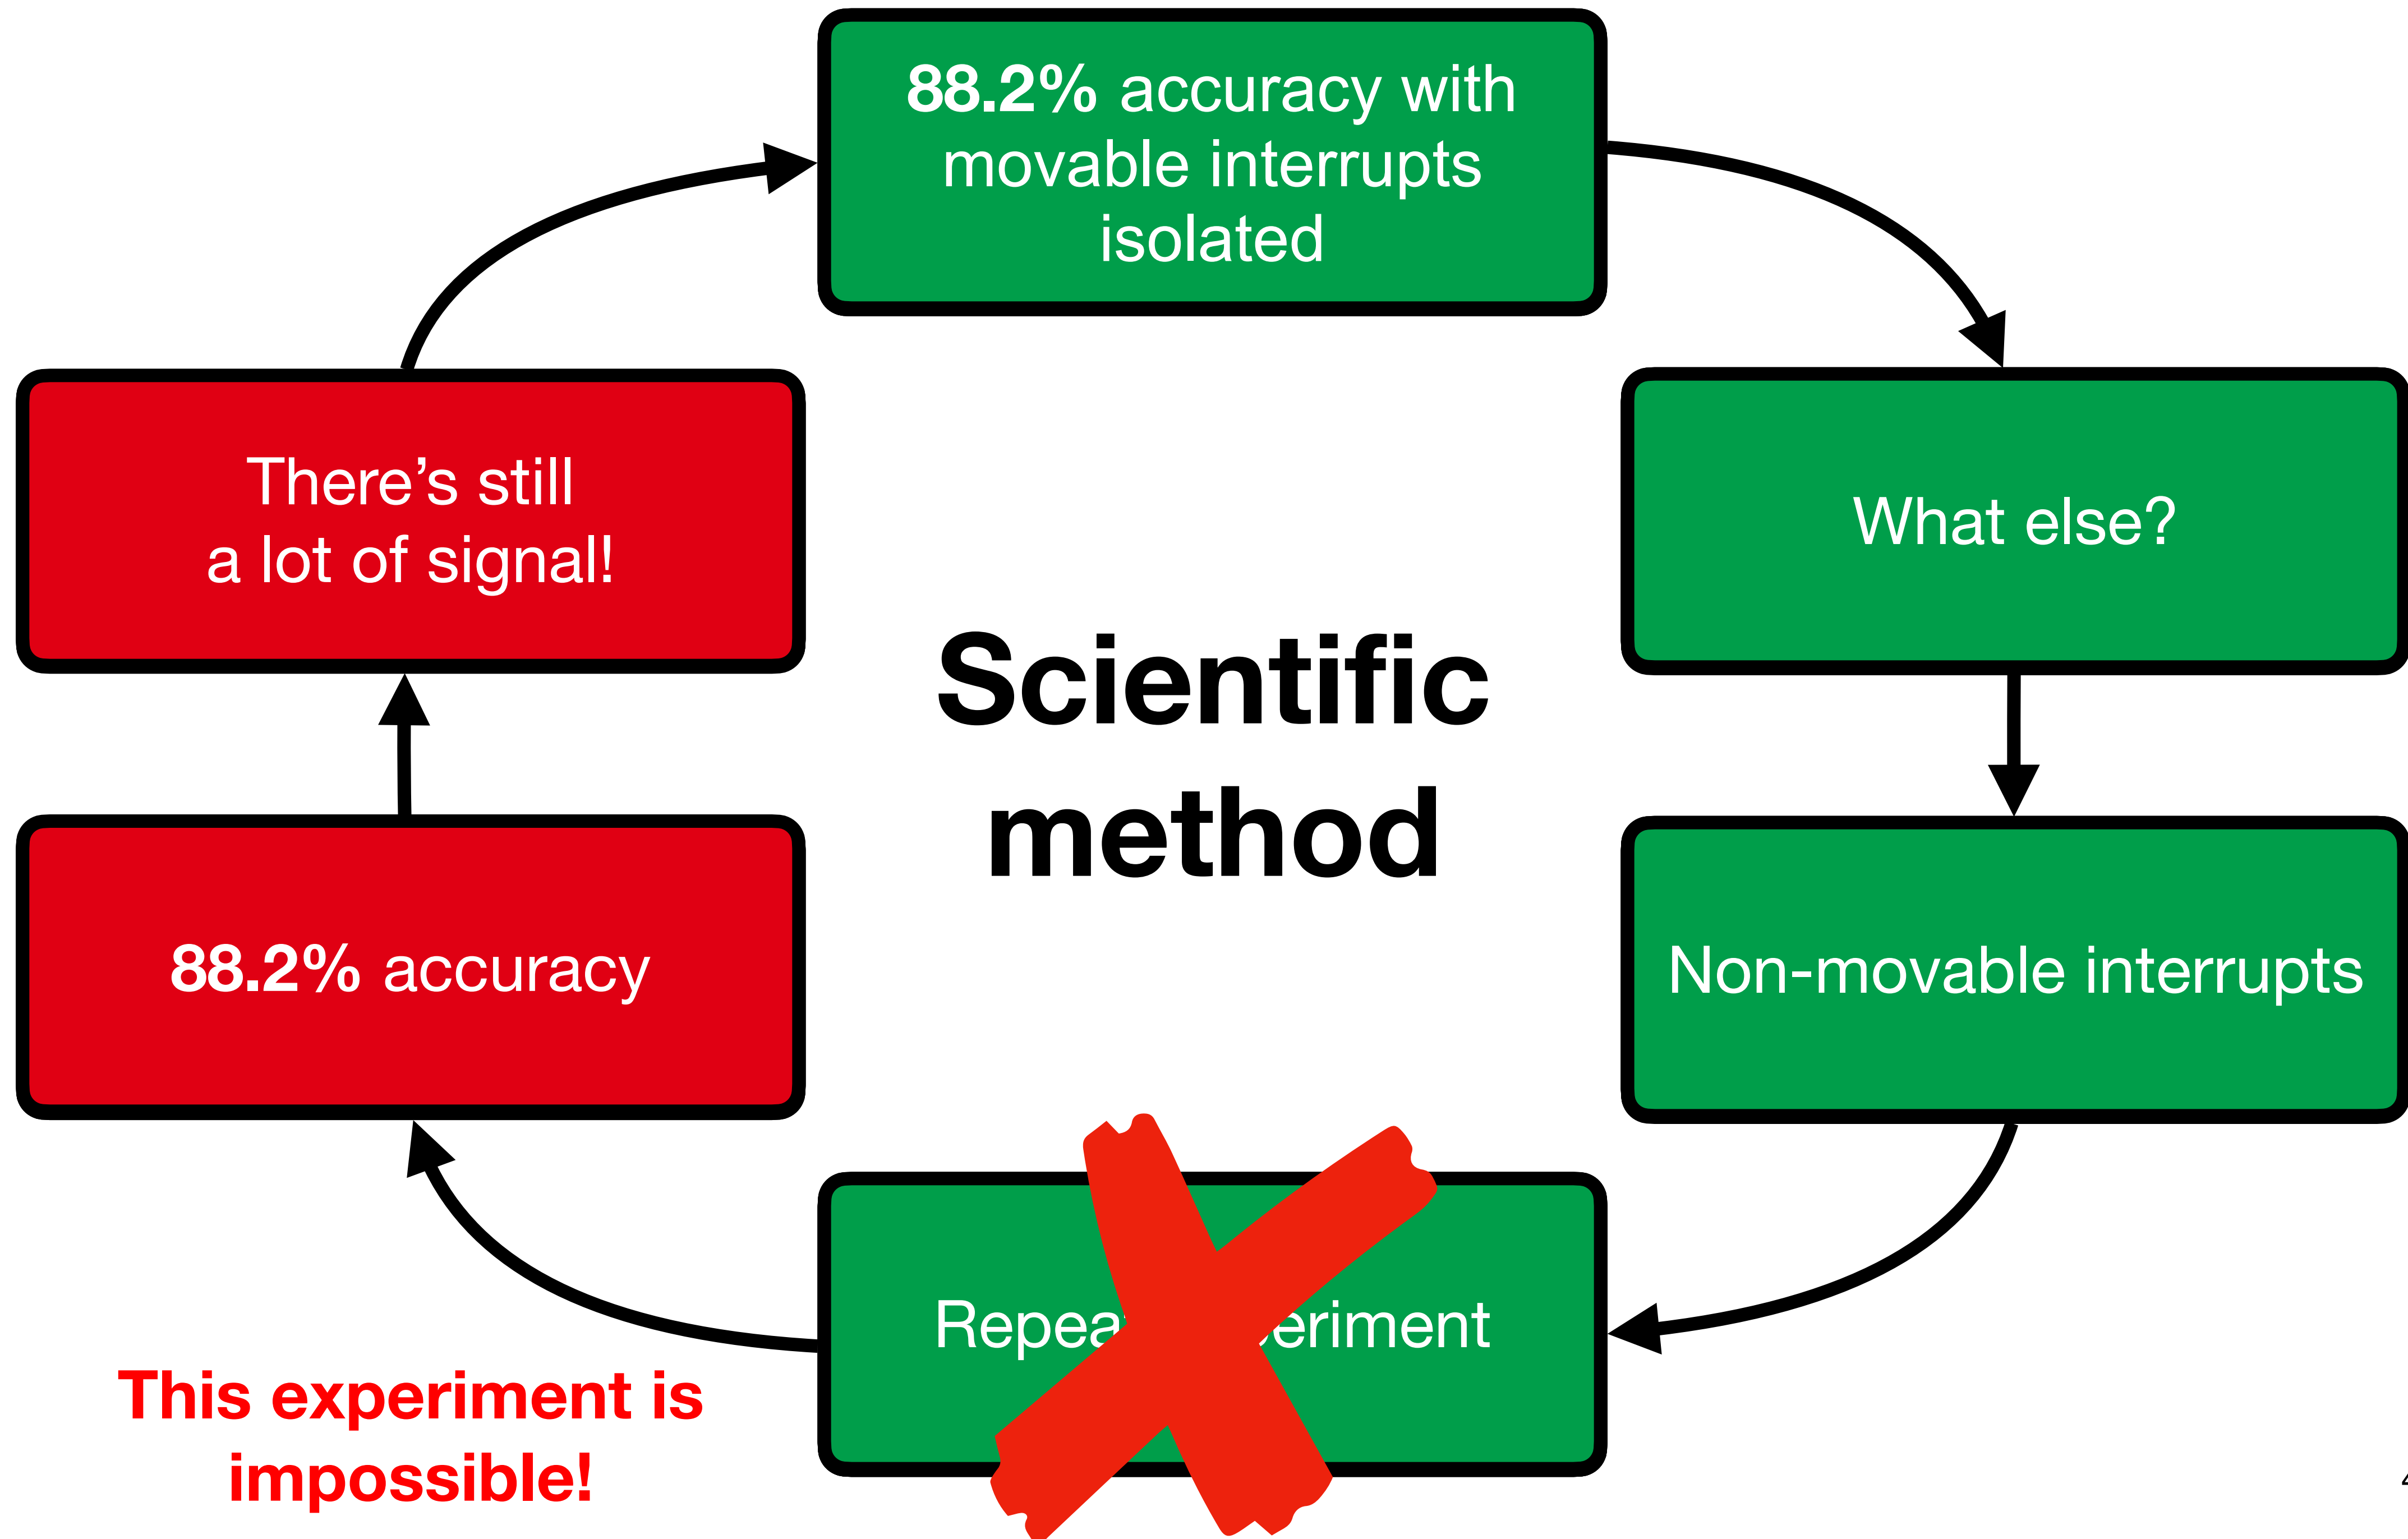 88.2% accuracy with
movable interrupts
isolated
What else?
Non-movable interrupts
Repea eriment
88.2% accuracy
There’s still
a lot of signal!
Scientific
method
This experiment is
impossible!